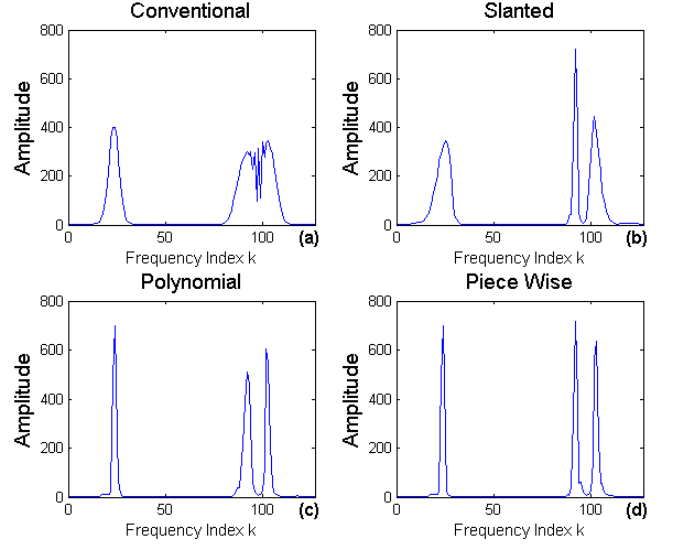 Conventional
Amplitude
800
600
400
200
0
0 50 100
Frequency Index k
(a)
Slanted
Amplitude
800
600
400
200
0
0 50 100
Frequency Index k
(b)
Polynomial
Amplitude
800
600
400
200
0
0 50 100
Frequency Index k
(c)
Piece Wise
Amplitude
800
600
400
200
0
0 50 100
Frequency Index k
(d)